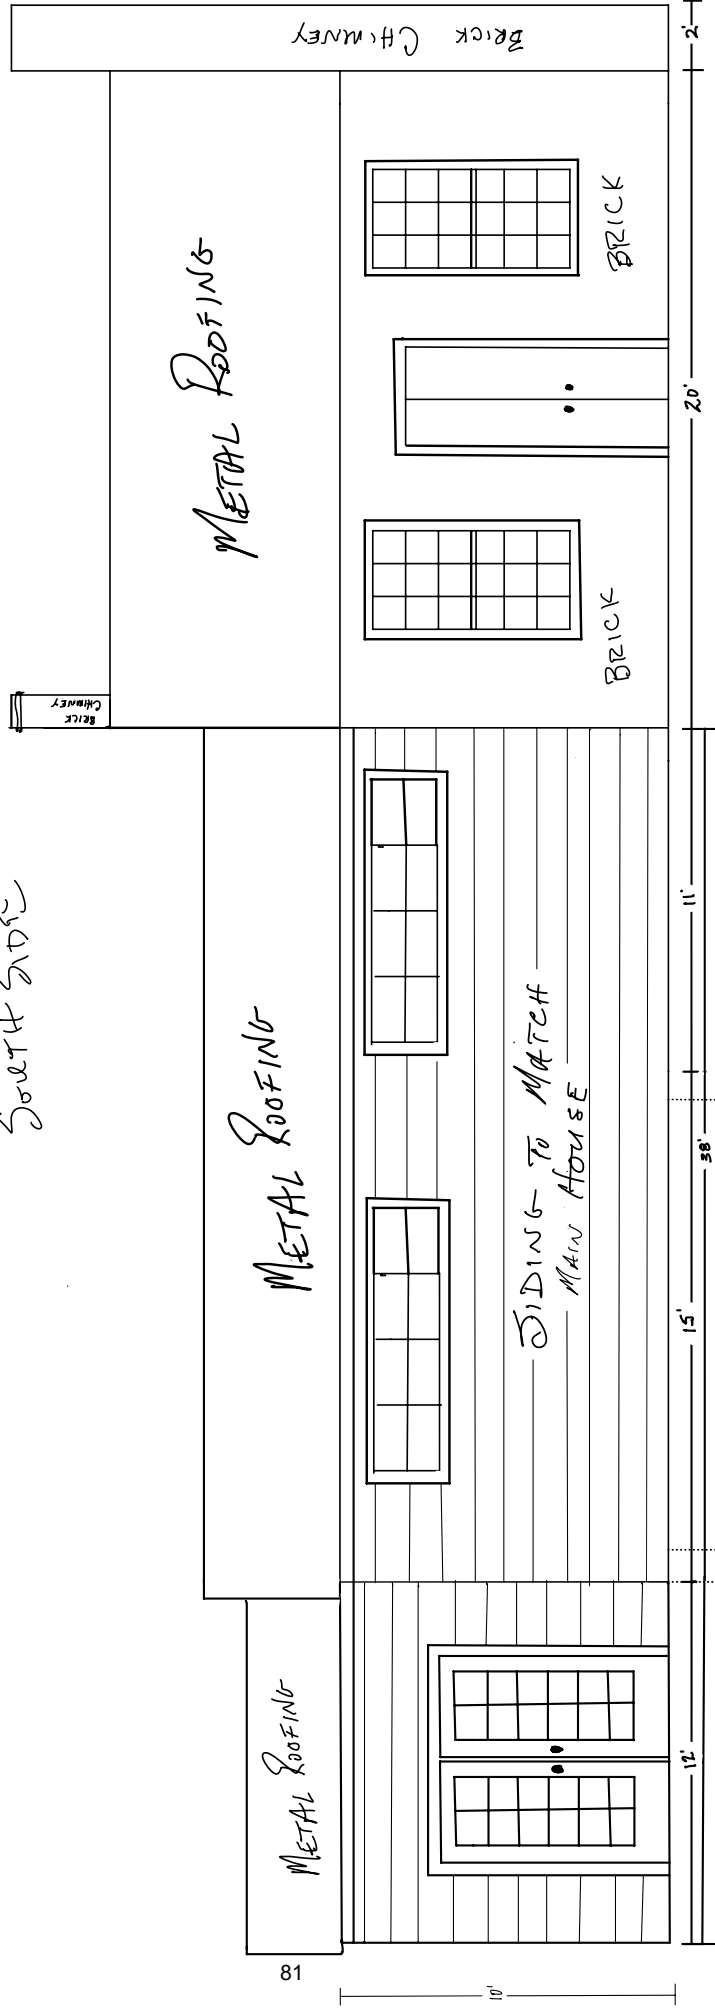 SOUTH SIDE
BRICK
CHIMNEY
BRICK CHIMNEY
METAL ROOFING
METAL ROOFING
METAL ROOFING
BRICK
BRICK
SIDING TO MATCH
MAIN HOUSE
10'
12'
15'
11'
20'
2'
38'
81